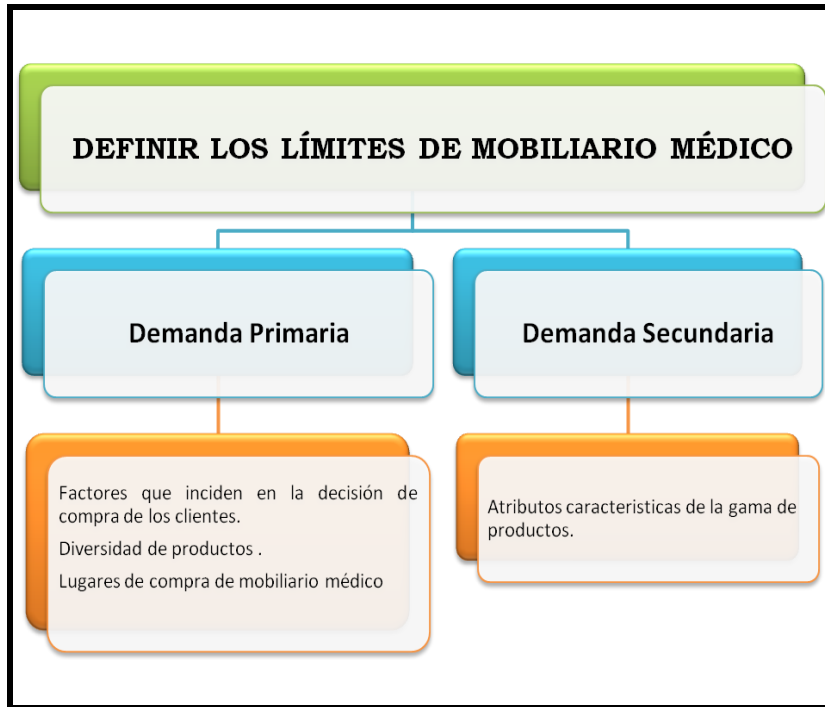 DEFINIR LOS LÍMITES DE MOBILIARIO MÉDICO
Demanda Primaria
Demanda Secundaria
Factores que inciden en la decisión de
compra de los clientes.
Diversidad de productos .
Lugares de compra de mobiliario médico
Atributos caracteristicas de la gama de
productos.